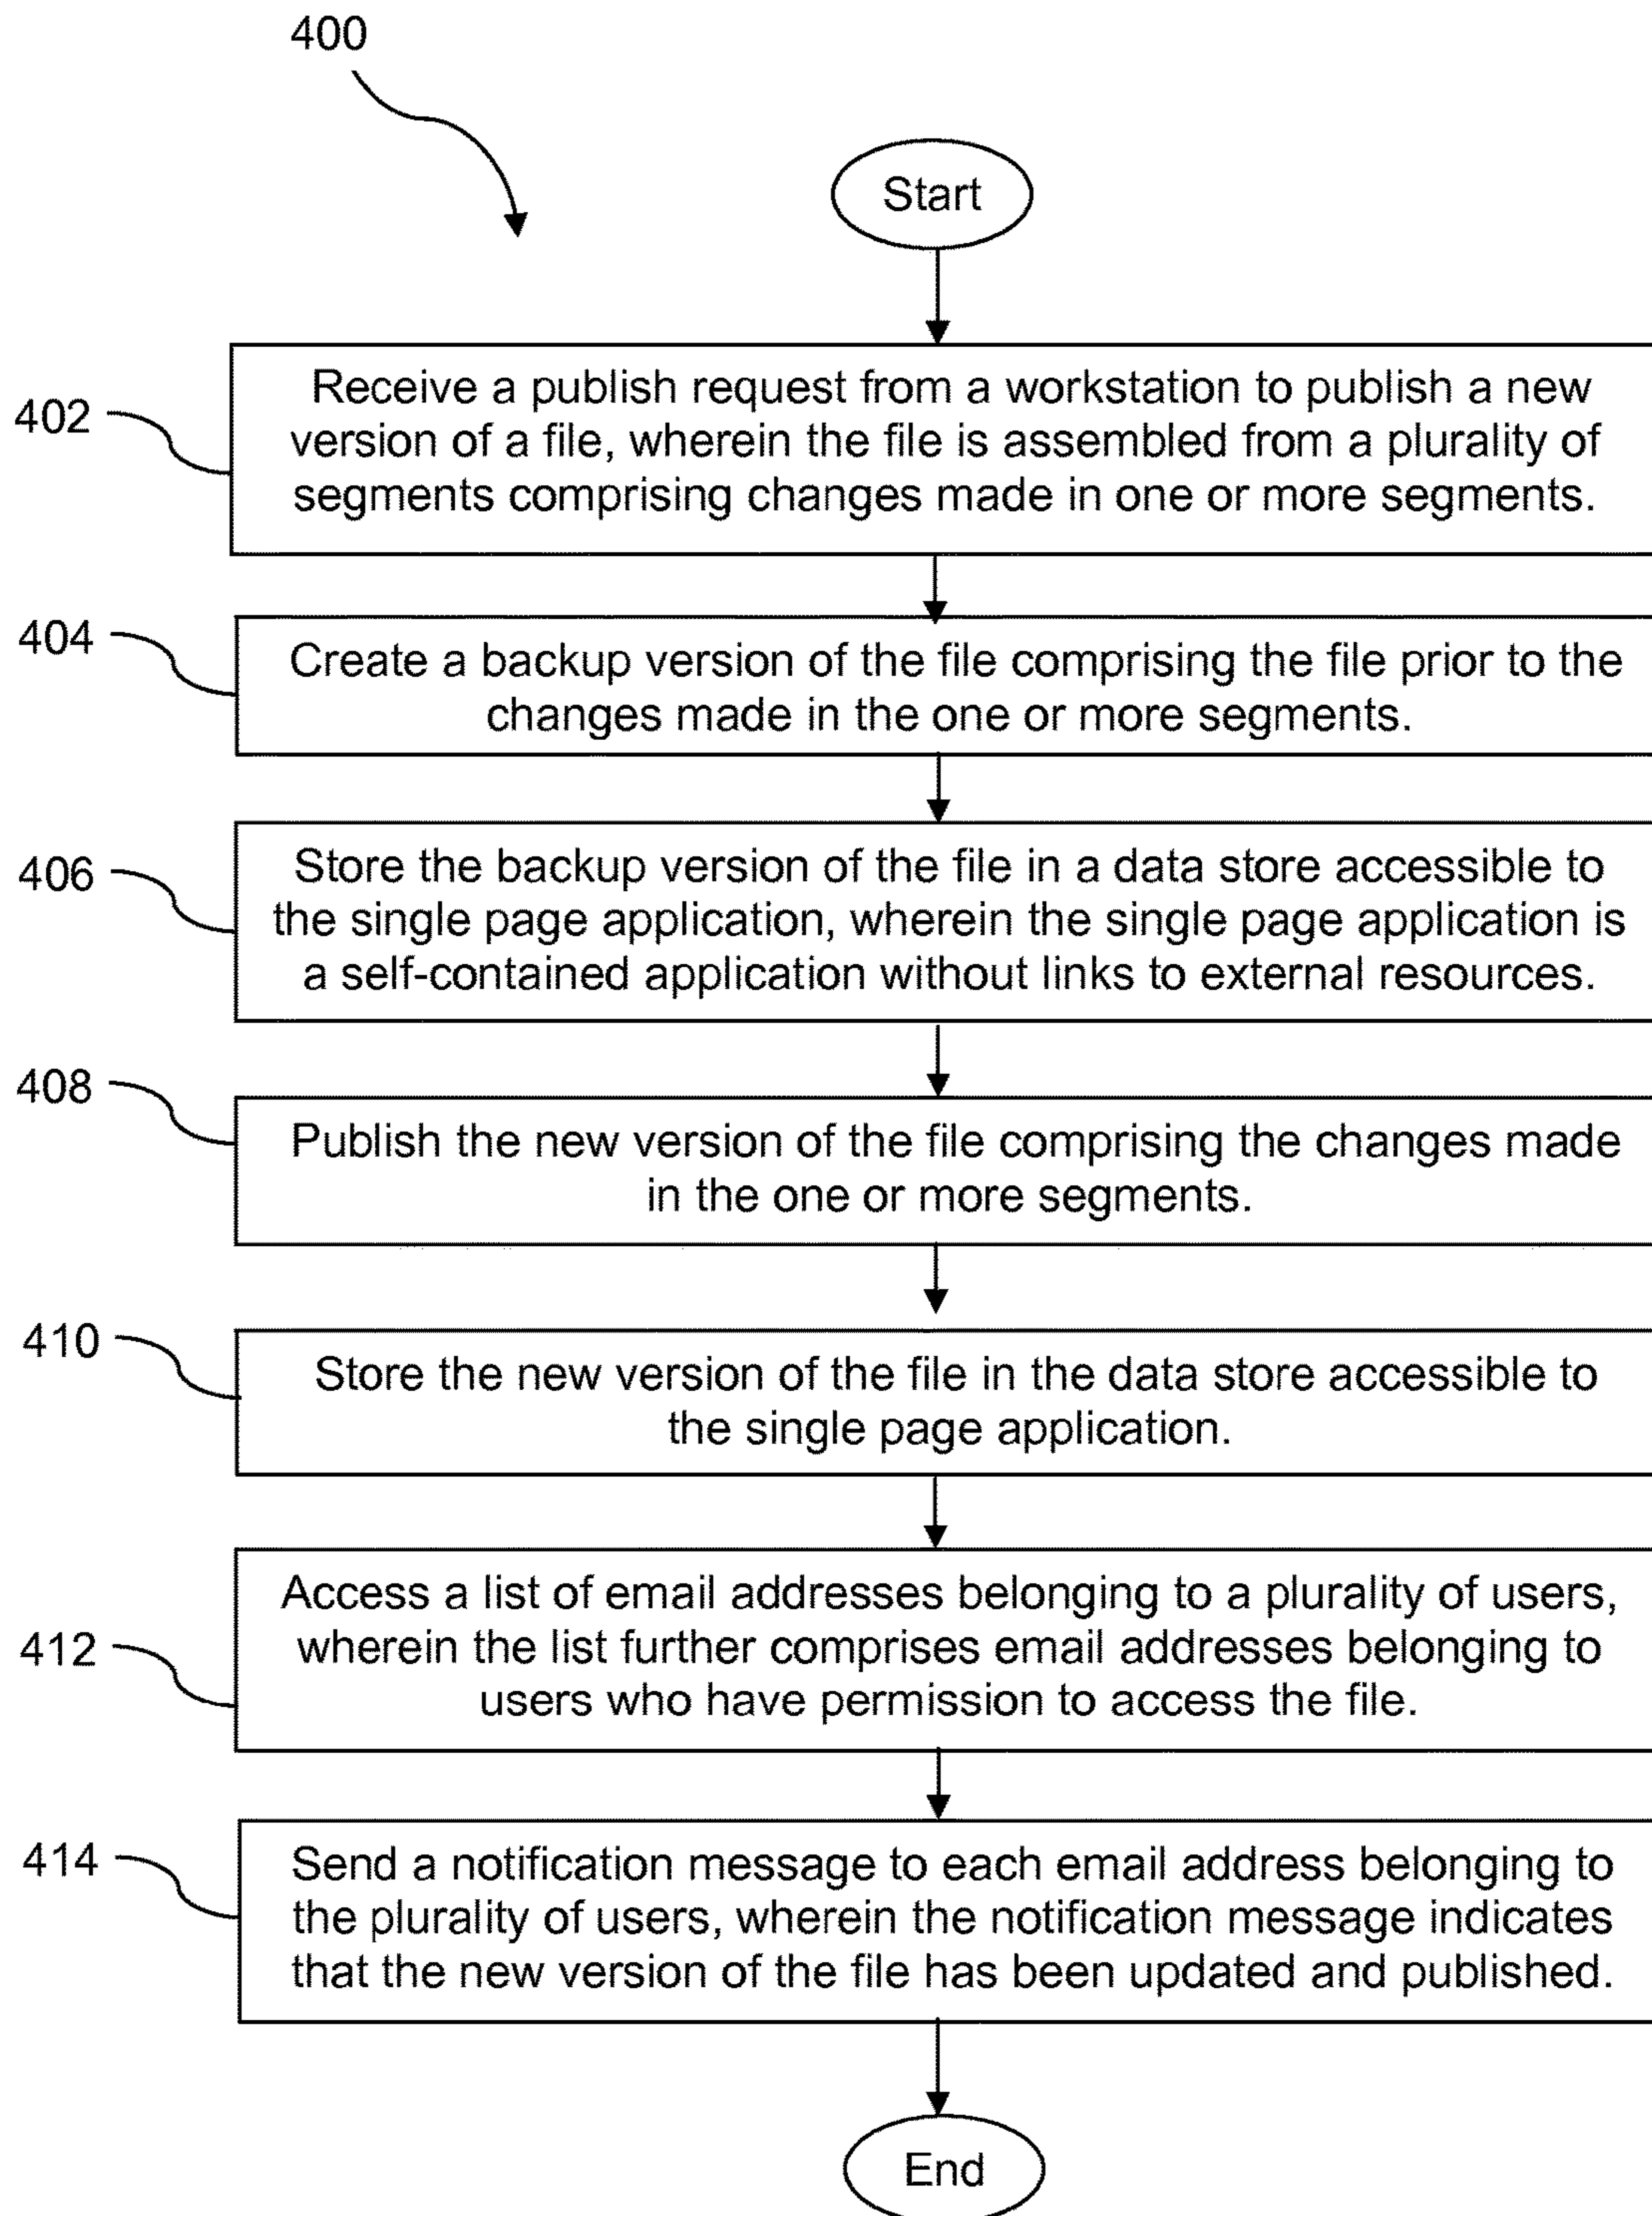 400
Start
402
Receive a publish request from a workstation to publish a new
version of a file, wherein the file is assembled from a plurality of
segments comprising changes made in one or more segments.
404
Create a backup version of the file comprising the file prior to the
changes made in the one or more segments.
406
Store the backup version of the file in a data store accessible to
the single page application, wherein the single page application is
a self-contained application without links to external resources.
408
Publish the new version of the file comprising the changes made
in the one or more segments.
410
Store the new version of the file in the data store accessible to
the single page application.
412
Access a list of email addresses belonging to a plurality of users,
wherein the list further comprises email addresses belonging to
users who have permission to access the file.
414
Send a notification message to each email address belonging to
the plurality of users, wherein the notification message indicates
that the new version of the file has been updated and published.
End